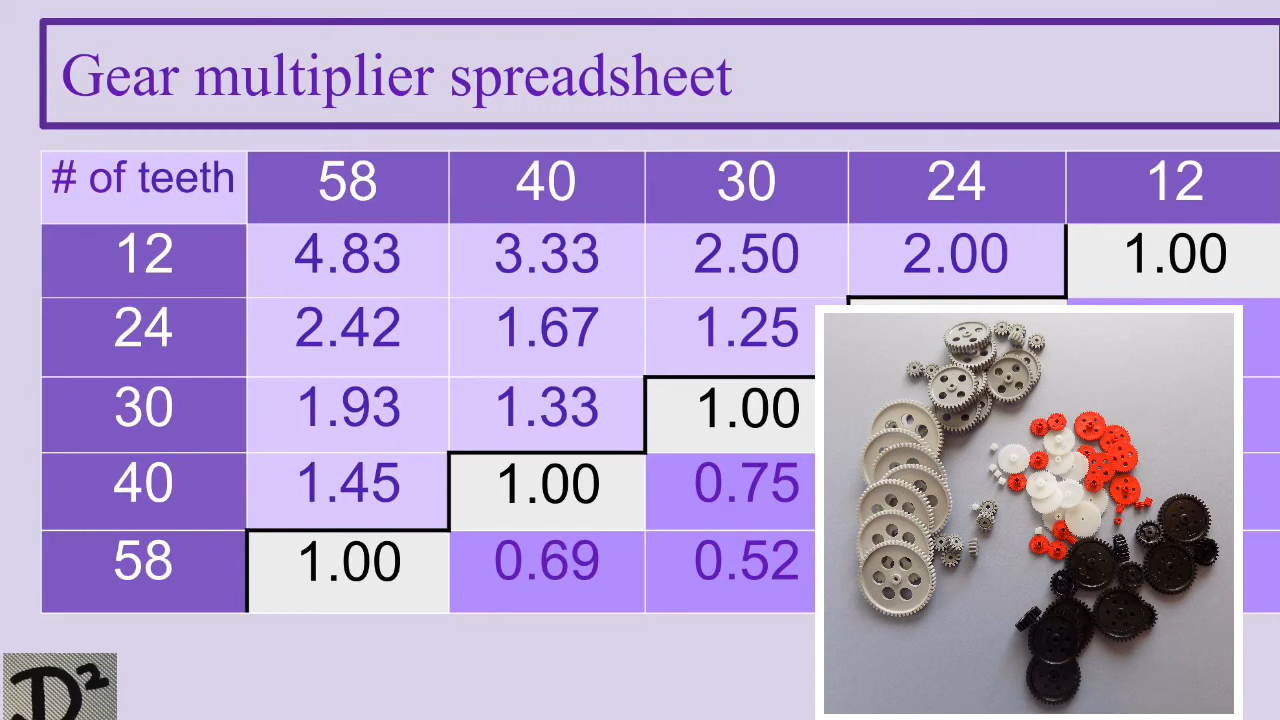 Gear multiplier spreadsheet
# of teeth 58 40 30 24 12
12 4.83 3.33 2.50 2.00 1.00
24 2.42 1.67 1.25
30 1.93 1.33 1.00
40 1.45 1.00 0.75
58 1.00 0.69 0.52
D²